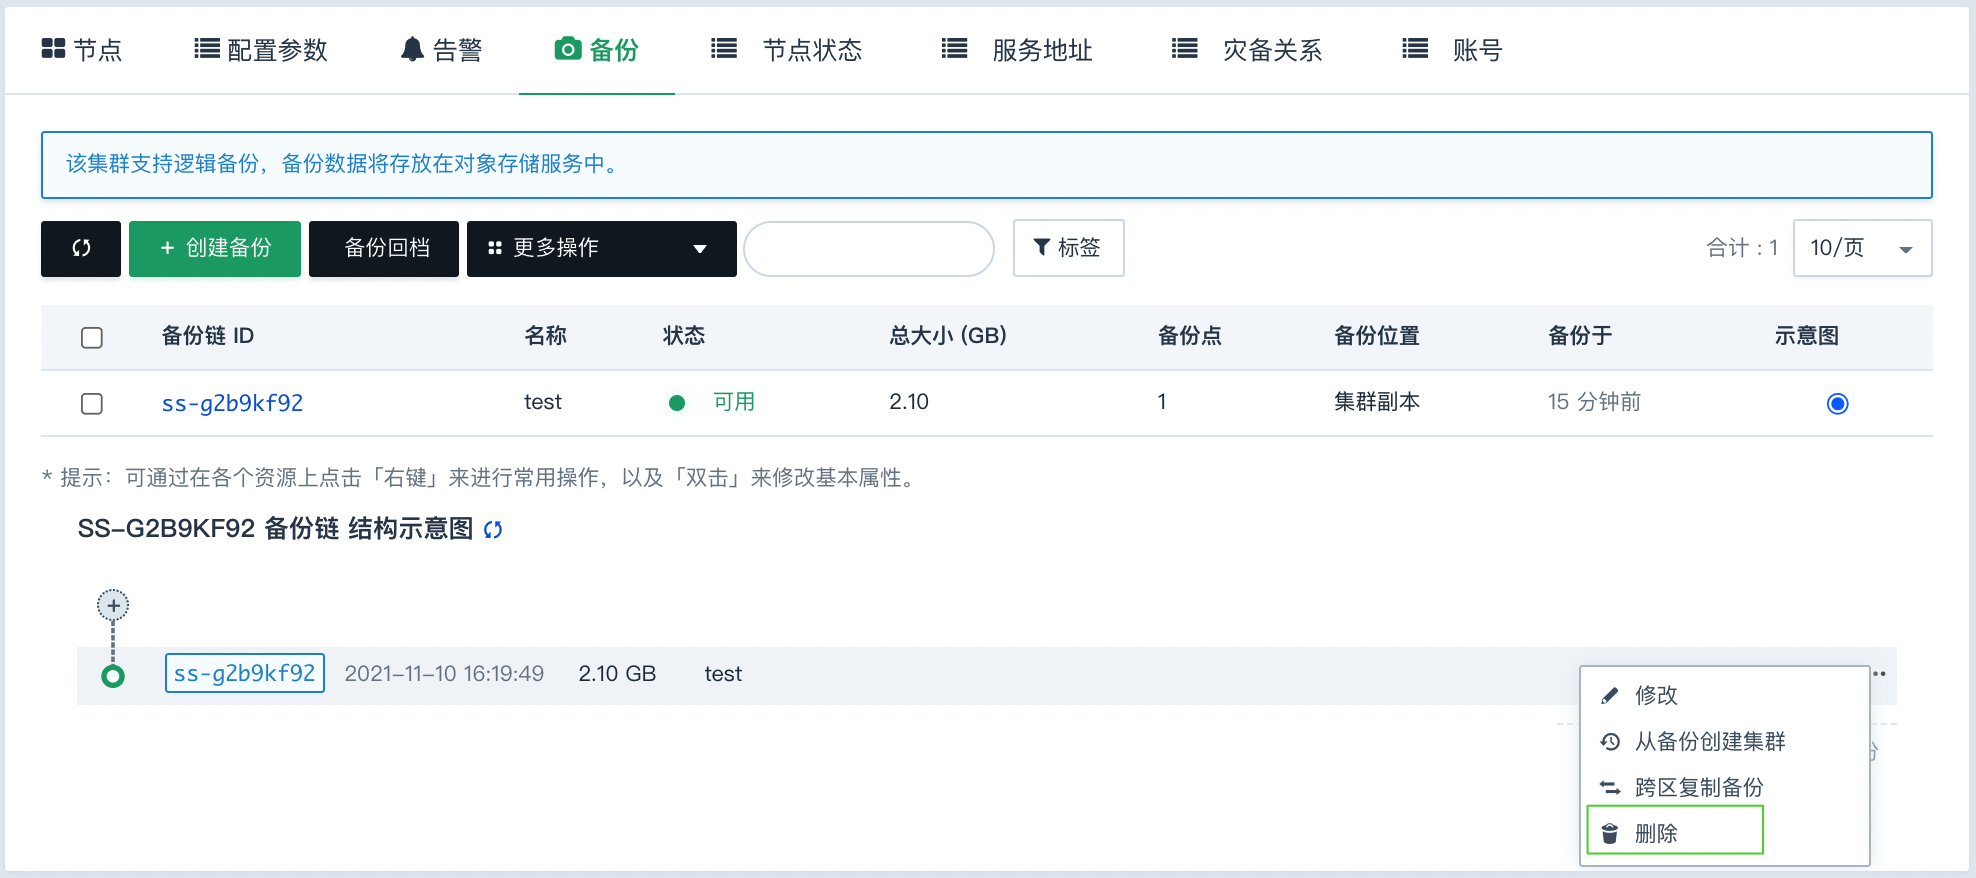 节点 配置参数 告警 备份 节点状态 服务地址 灾备关系 账号
该集群支持逻辑备份，备份数据将存放在对象存储服务中。
+ 创建备份 备份回档 更多操作 标签 合计：1 10/页
备份链 ID 名称 状态 总大小 (GB) 备份点 备份位置 备份于 示意图
ss-g2b9kf92 test 可用 2.10 1 集群副本 15 分钟前
* 提示：可通过在各个资源上点击「右键」来进行常用操作，以及「双击」来修改基本属性。
SS-G2B9KF92 备份链 结构示意图
ss-g2b9kf92 2021-11-10 16:19:49 2.10 GB test
修改
从备份创建集群
跨区复制备份
删除